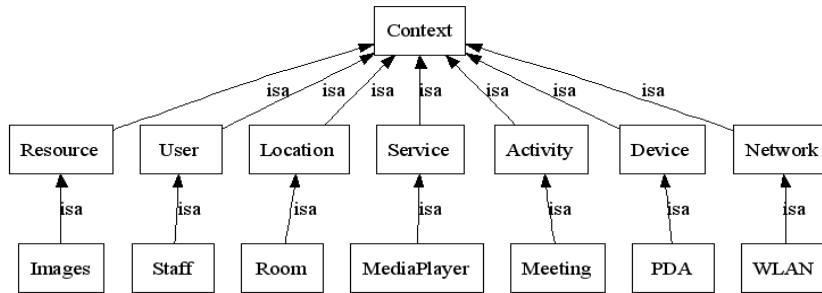 Context
isa isa isa isa isa isa isa
Resource User Location Service Activity Device Network
isa isa isa isa isa isa isa
Images Staff Room MediaPlayer Meeting PDA WLAN